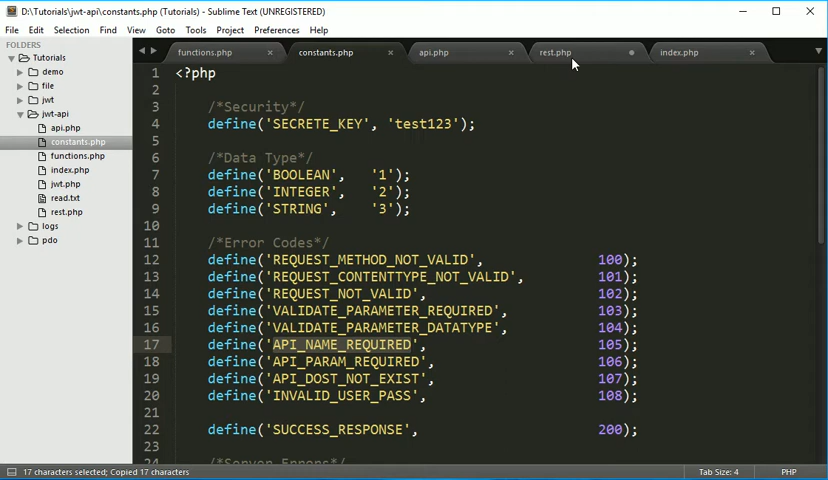 D:\Tutorials\jwt-api\constants.php (Tutorials) - Sublime Text (UNREGISTERED)
File Edit Selection Find View Goto Tools Project Preferences Help
FOLDERS
Tutorials
demo
file
jwt
jwt-api
api.php
constants.php
functions.php
index.php
jwt.php
read.txt
rest.php
logs
pdo
functions.php × constants.php × api.php × rest.php index.php ×
1 <?php
2
3 /*Security*/
4 define('SECRETE_KEY', 'test123');
5
6 /*Data Type*/
7 define('BOOLEAN', '1');
8 define('INTEGER', '2');
9 define('STRING', '3');
10
11 /*Error Codes*/
12 define('REQUEST_METHOD_NOT_VALID', 100);
13 define('REQUEST_CONTENTTYPE_NOT_VALID', 101);
14 define('REQUEST_NOT_VALID', 102);
15 define('VALIDATE_PARAMETER_REQUIRED', 103);
16 define('VALIDATE_PARAMETER_DATATYPE', 104);
17 define('API_NAME_REQUIRED', 105);
18 define('API_PARAM_REQUIRED', 106);
19 define('API_DOST_NOT_EXIST', 107);
20 define('INVALID_USER_PASS', 108);
21
22 define('SUCCESS_RESPONSE', 200);
23
24 /*Server Errors*/
17 characters selected; Copied 17 characters Tab Size: 4 PHP